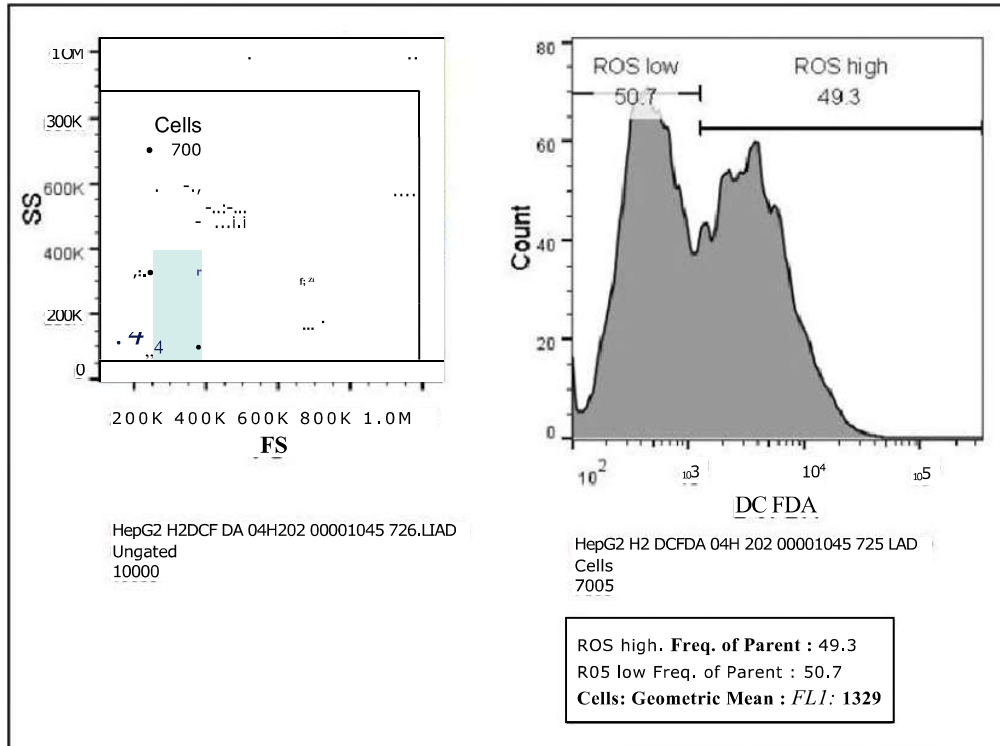 1OM
300K
600K
400K
200K
0
SS
Cells
700
200K 400K 600K 800K 1.0M
FS
HepG2 H2DCF DA 04H202 00001045 726.LIAD
Ungated
10000
80
60
40
20
0
Count
ROS low
50.7
ROS high
49.3
10²
10³
10⁴
10⁵
DC FDA
HepG2 H2 DCFDA 04H 202 00001045 725 LAD
Cells
7005
ROS high. Freq. of Parent : 49.3
R05 low Freq. of Parent : 50.7
Cells: Geometric Mean : FL1: 1329